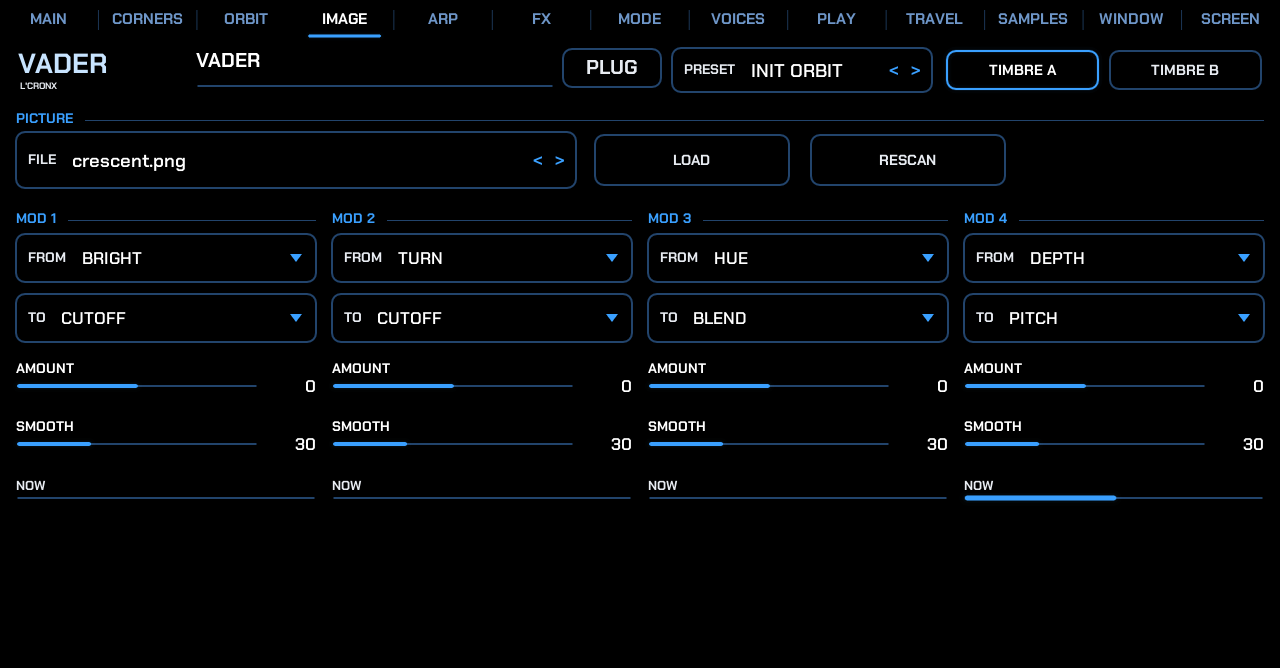 MAIN CORNERS ORBIT IMAGE ARP FX MODE VOICES PLAY TRAVEL SAMPLES WINDOW SCREEN
VADER
L'CRONX
VADER
PLUG
PRESET INIT ORBIT < >
TIMBRE A
TIMBRE B
PICTURE
FILE crescent.png < >
LOAD
RESCAN
MOD 1 MOD 2 MOD 3 MOD 4
FROM BRIGHT FROM TURN FROM HUE FROM DEPTH
TO CUTOFF TO CUTOFF TO BLEND TO PITCH
AMOUNT AMOUNT AMOUNT AMOUNT
0 0 0 0
SMOOTH SMOOTH SMOOTH SMOOTH
30 30 30 30
NOW NOW NOW NOW